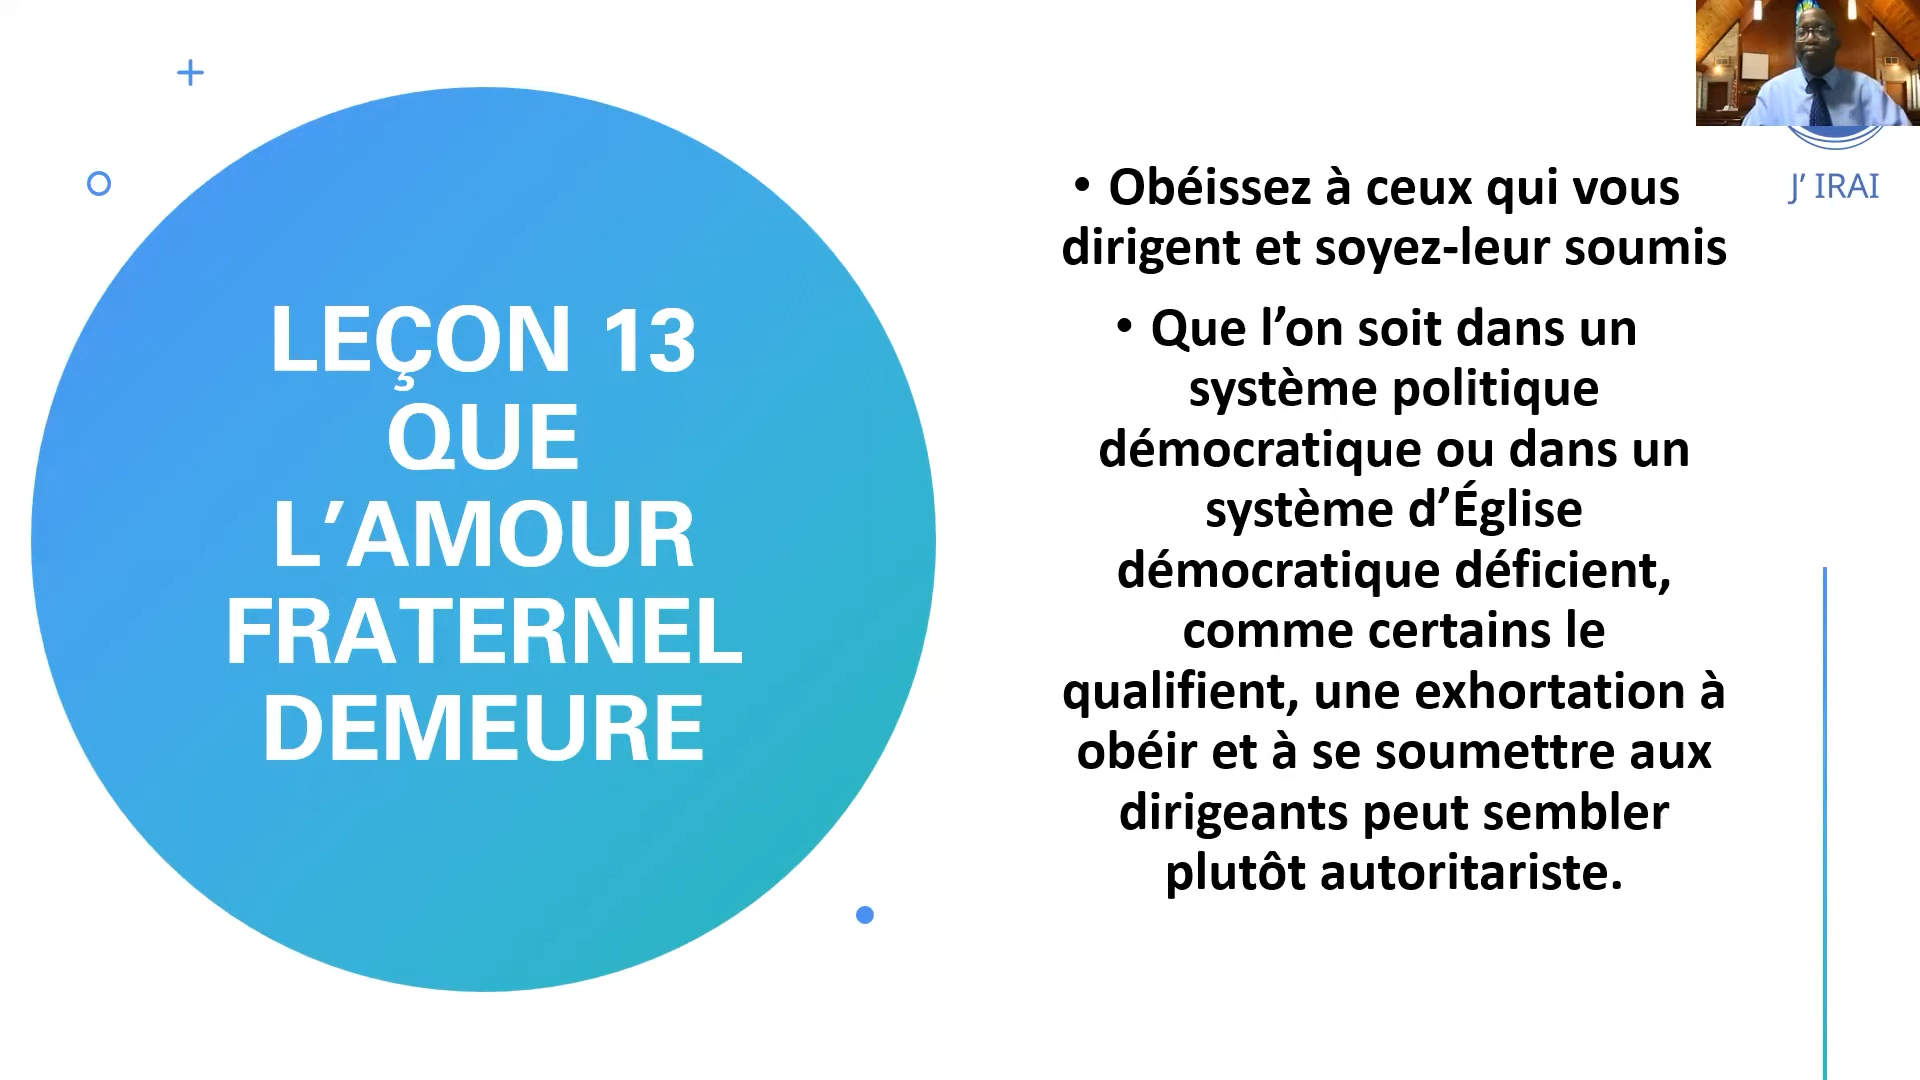 LEÇON 13
QUE
L’AMOUR
FRATERNEL
DEMEURE
• Obéissez à ceux qui vous
dirigent et soyez-leur soumis
• Que l’on soit dans un
système politique
démocratique ou dans un
système d’Église
démocratique déficient,
comme certains le
qualifient, une exhortation à
obéir et à se soumettre aux
dirigeants peut sembler
plutôt autoritariste.
J’ IRAI